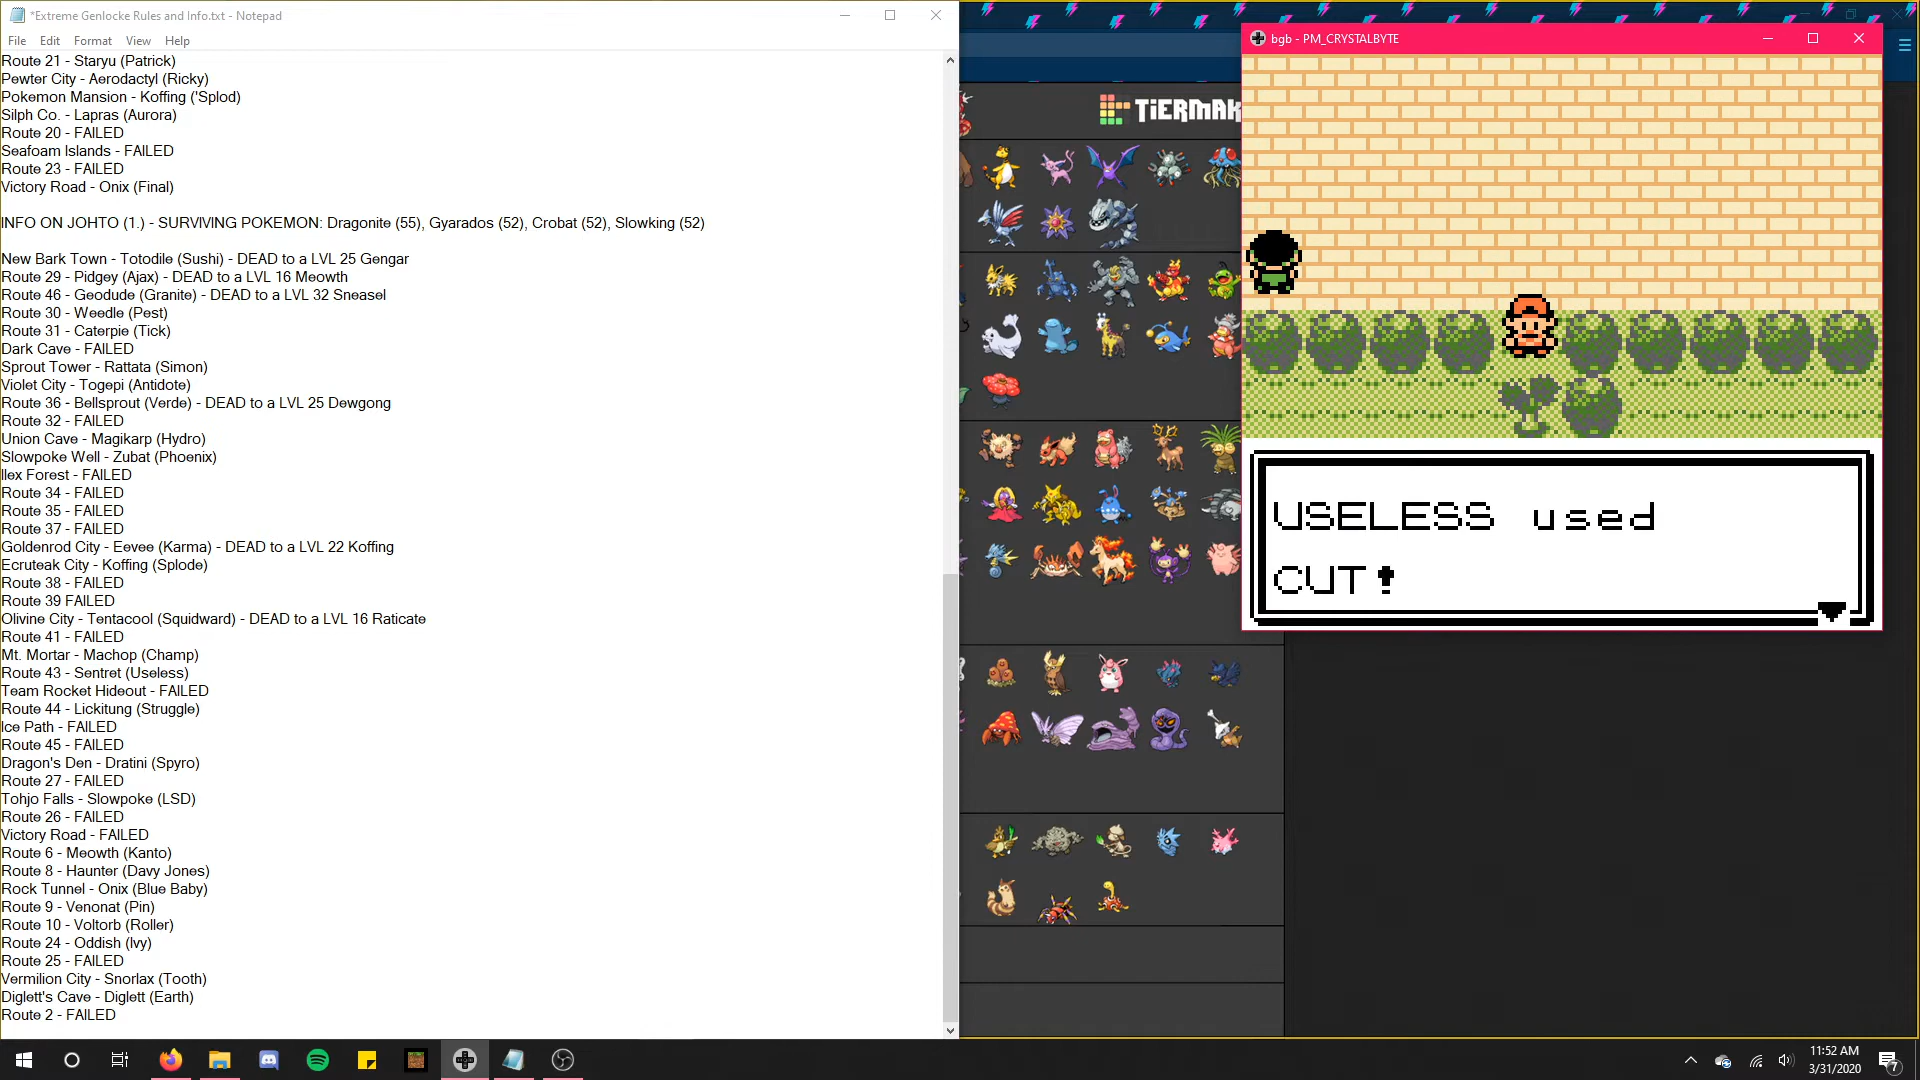 *Extreme Genlocke Rules and Info.txt - Notepad
File Edit Format View Help
Route 21 - Staryu (Patrick)
Pewter City - Aerodactyl (Ricky)
Pokemon Mansion - Koffing ('Splod)
Silph Co. - Lapras (Aurora)
Route 20 - FAILED
Seafoam Islands - FAILED
Route 23 - FAILED
Victory Road - Onix (Final)
INFO ON JOHTO (1.) - SURVIVING POKEMON: Dragonite (55), Gyarados (52), Crobat (52), Slowking (52)
New Bark Town - Totodile (Sushi) - DEAD to a LVL 25 Gengar
Route 29 - Pidgey (Ajax) - DEAD to a LVL 16 Meowth
Route 46 - Geodude (Granite) - DEAD to a LVL 32 Sneasel
Route 30 - Weedle (Pest)
Route 31 - Caterpie (Tick)
Dark Cave - FAILED
Sprout Tower - Rattata (Simon)
Violet City - Togepi (Antidote)
Route 36 - Bellsprout (Verde) - DEAD to a LVL 25 Dewgong
Route 32 - FAILED
Union Cave - Magikarp (Hydro)
Slowpoke Well - Zubat (Phoenix)
Ilex Forest - FAILED
Route 34 - FAILED
Route 35 - FAILED
Route 37 - FAILED
Goldenrod City - Eevee (Karma) - DEAD to a LVL 22 Koffing
Ecruteak City - Koffing (Splode)
Route 38 - FAILED
Route 39 FAILED
Olivine City - Tentacool (Squidward) - DEAD to a LVL 16 Raticate
Route 41 - FAILED
Mt. Mortar - Machop (Champ)
Route 43 - Sentret (Useless)
Team Rocket Hideout - FAILED
Route 44 - Lickitung (Struggle)
Ice Path - FAILED
Route 45 - FAILED
Dragon's Den - Dratini (Spyro)
Route 27 - FAILED
Tohjo Falls - Slowpoke (LSD)
Route 26 - FAILED
Victory Road - FAILED
Route 6 - Meowth (Kanto)
Route 8 - Haunter (Davy Jones)
Rock Tunnel - Onix (Blue Baby)
Route 9 - Venonat (Pin)
Route 10 - Voltorb (Roller)
Route 24 - Oddish (Ivy)
Route 25 - FAILED
Vermilion City - Snorlax (Tooth)
Diglett's Cave - Diglett (Earth)
Route 2 - FAILED
TIERMAK
bgb - PM_CRYSTALBYTE
USELESS used
CUT!
11:52 AM
3/31/2020
7